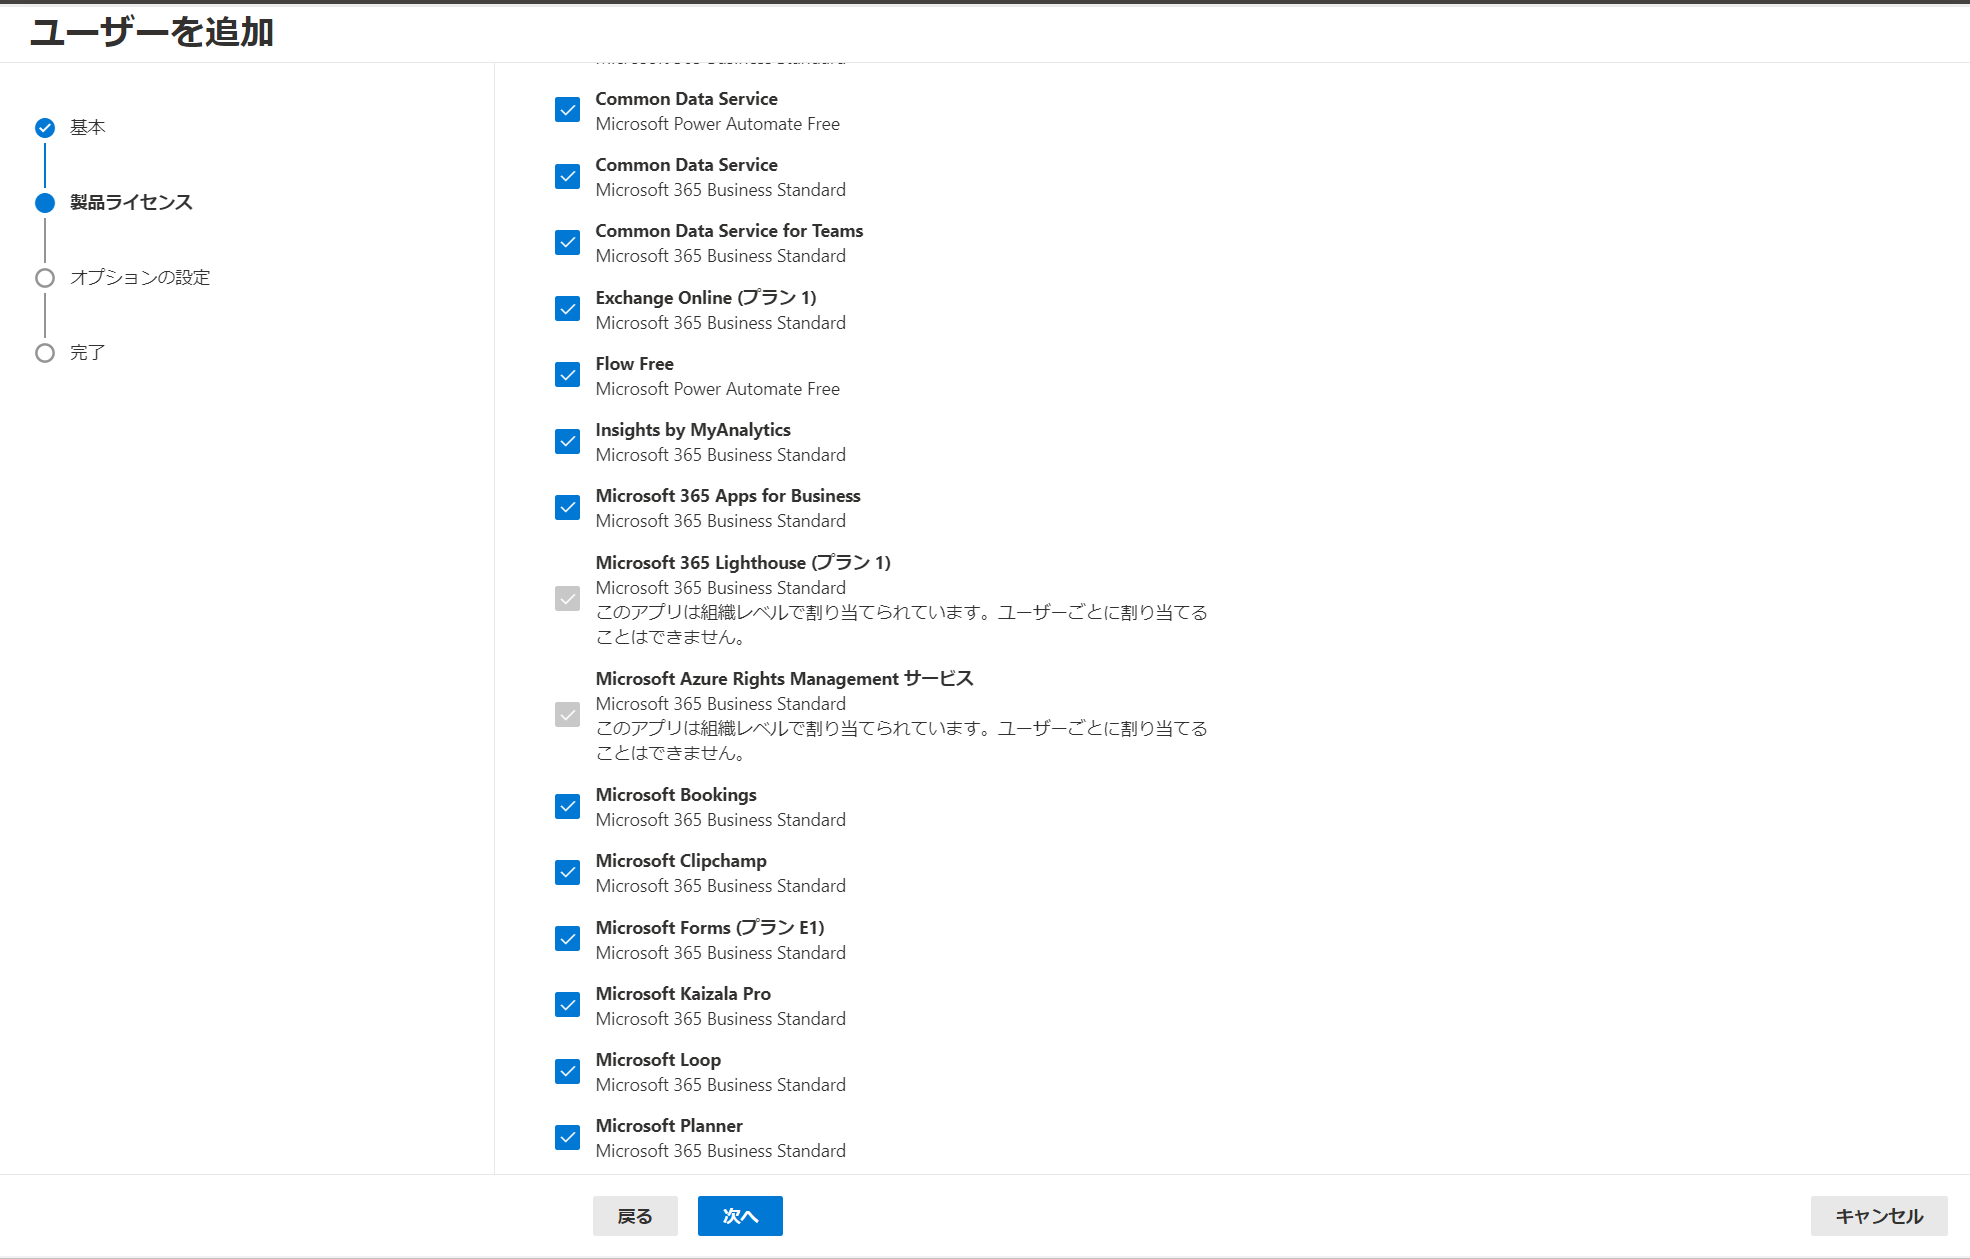 ユーザーを追加
基本
製品ライセンス
オプションの設定
完了
Microsoft 365 Business Standard
Common Data Service
Microsoft Power Automate Free
Common Data Service
Microsoft 365 Business Standard
Common Data Service for Teams
Microsoft 365 Business Standard
Exchange Online (プラン 1)
Microsoft 365 Business Standard
Flow Free
Microsoft Power Automate Free
Insights by MyAnalytics
Microsoft 365 Business Standard
Microsoft 365 Apps for Business
Microsoft 365 Business Standard
Microsoft 365 Lighthouse (プラン 1)
Microsoft 365 Business Standard
このアプリは組織レベルで割り当てられています。ユーザーごとに割り当てる
ことはできません。
Microsoft Azure Rights Management サービス
Microsoft 365 Business Standard
このアプリは組織レベルで割り当てられています。ユーザーごとに割り当てる
ことはできません。
Microsoft Bookings
Microsoft 365 Business Standard
Microsoft Clipchamp
Microsoft 365 Business Standard
Microsoft Forms (プラン E1)
Microsoft 365 Business Standard
Microsoft Kaizala Pro
Microsoft 365 Business Standard
Microsoft Loop
Microsoft 365 Business Standard
Microsoft Planner
Microsoft 365 Business Standard
戻る
次へ
キャンセル